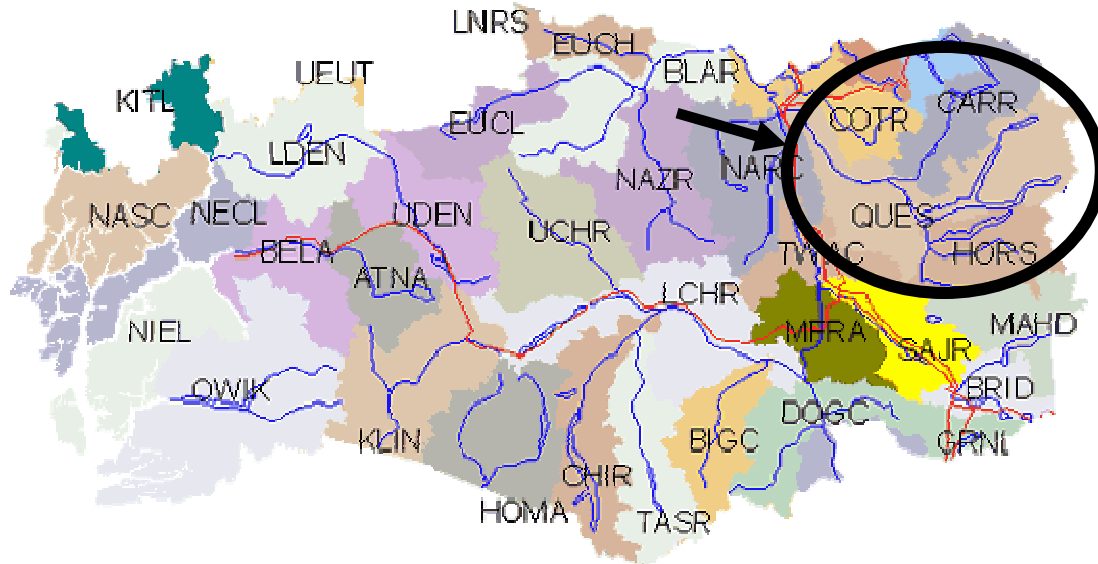 LNRS
EUCH
UEUT
BLAR
KITL
CARR
COTR
EUCL
LDEN
NARC
NAZR
NASC
NECL
UDEN
QUES
UCHR
BELA
TWAC
HORS
ATNA
LCHR
NIEL
MFRA
MAHD
SAJR
OWIK
BRID
DOGC
KLIN
BIGC
GRNL
CHIR
HOMA
TASR